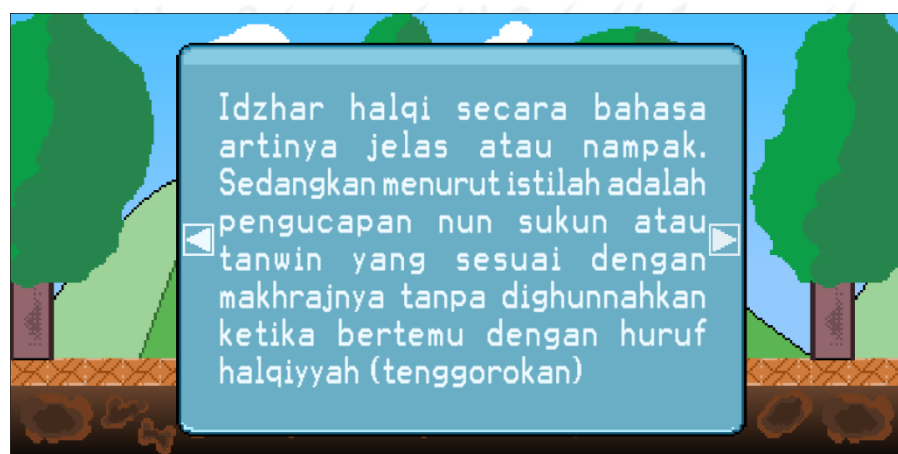 Idzhar halqi secara bahasa
artinya jelas atau nampak.
Sedangkan menurut istilah adalah
pengucapan nun sukun atau
tanwin yang sesuai dengan
makhrajnya tanpa dighunnahkan
ketika bertemu dengan huruf
halqiyyah (tenggorokan)